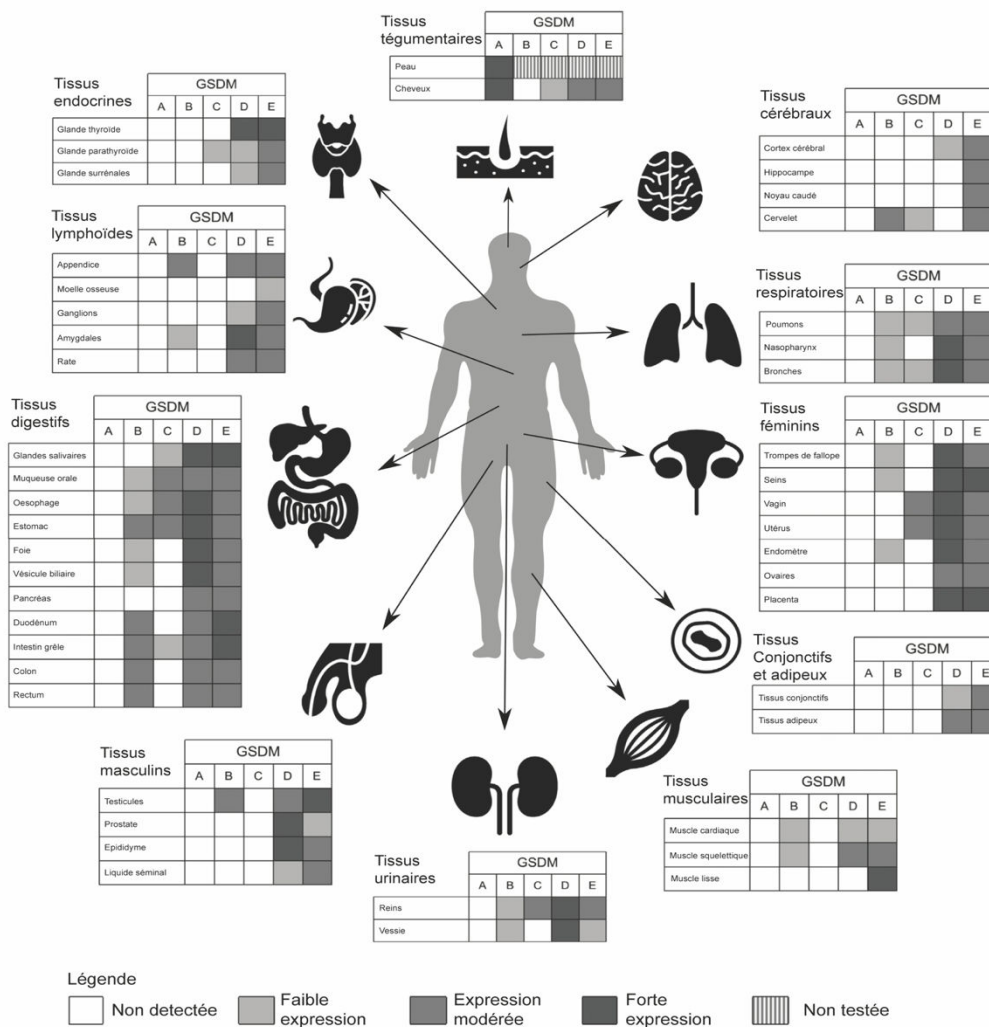 Tissus
tégumentaires
GSDM
A B C D E
Peau
Cheveux
Tissus
endocrines
GSDM
A B C D E
Glande thyroïde
Glande parathyroïde
Glande surrénales
Tissus
cérébraux
GSDM
A B C D E
Cortex cérébral
Hippocampe
Noyau caudé
Cervelet
Tissus
lymphoïdes
GSDM
A B C D E
Appendice
Moelle osseuse
Ganglions
Amygdales
Rate
Tissus
respiratoires
GSDM
A B C D E
Poumons
Nasopharynx
Bronches
Tissus
digestifs
GSDM
A B C D E
Glandes salivaires
Muqueuse orale
Oesophage
Estomac
Foie
Vésicule biliaire
Pancréas
Duodénum
Intestin grêle
Colon
Rectum
Tissus
féminins
GSDM
A B C D E
Trompes de fallope
Seins
Vagin
Utérus
Endomètre
Ovaires
Placenta
Tissus
Conjonctifs
et adipeux
GSDM
A B C D E
Tissus conjonctifs
Tissus adipeux
Tissus
masculins
GSDM
A B C D E
Testicules
Prostate
Epididyme
Liquide séminal
Tissus
musculaires
GSDM
A B C D E
Muscle cardiaque
Muscle squelettique
Muscle lisse
Tissus
urinaires
GSDM
A B C D E
Reins
Vessie
Légende
Non detectée
Faible
expression
Expression
modérée
Forte
expression
Non testée